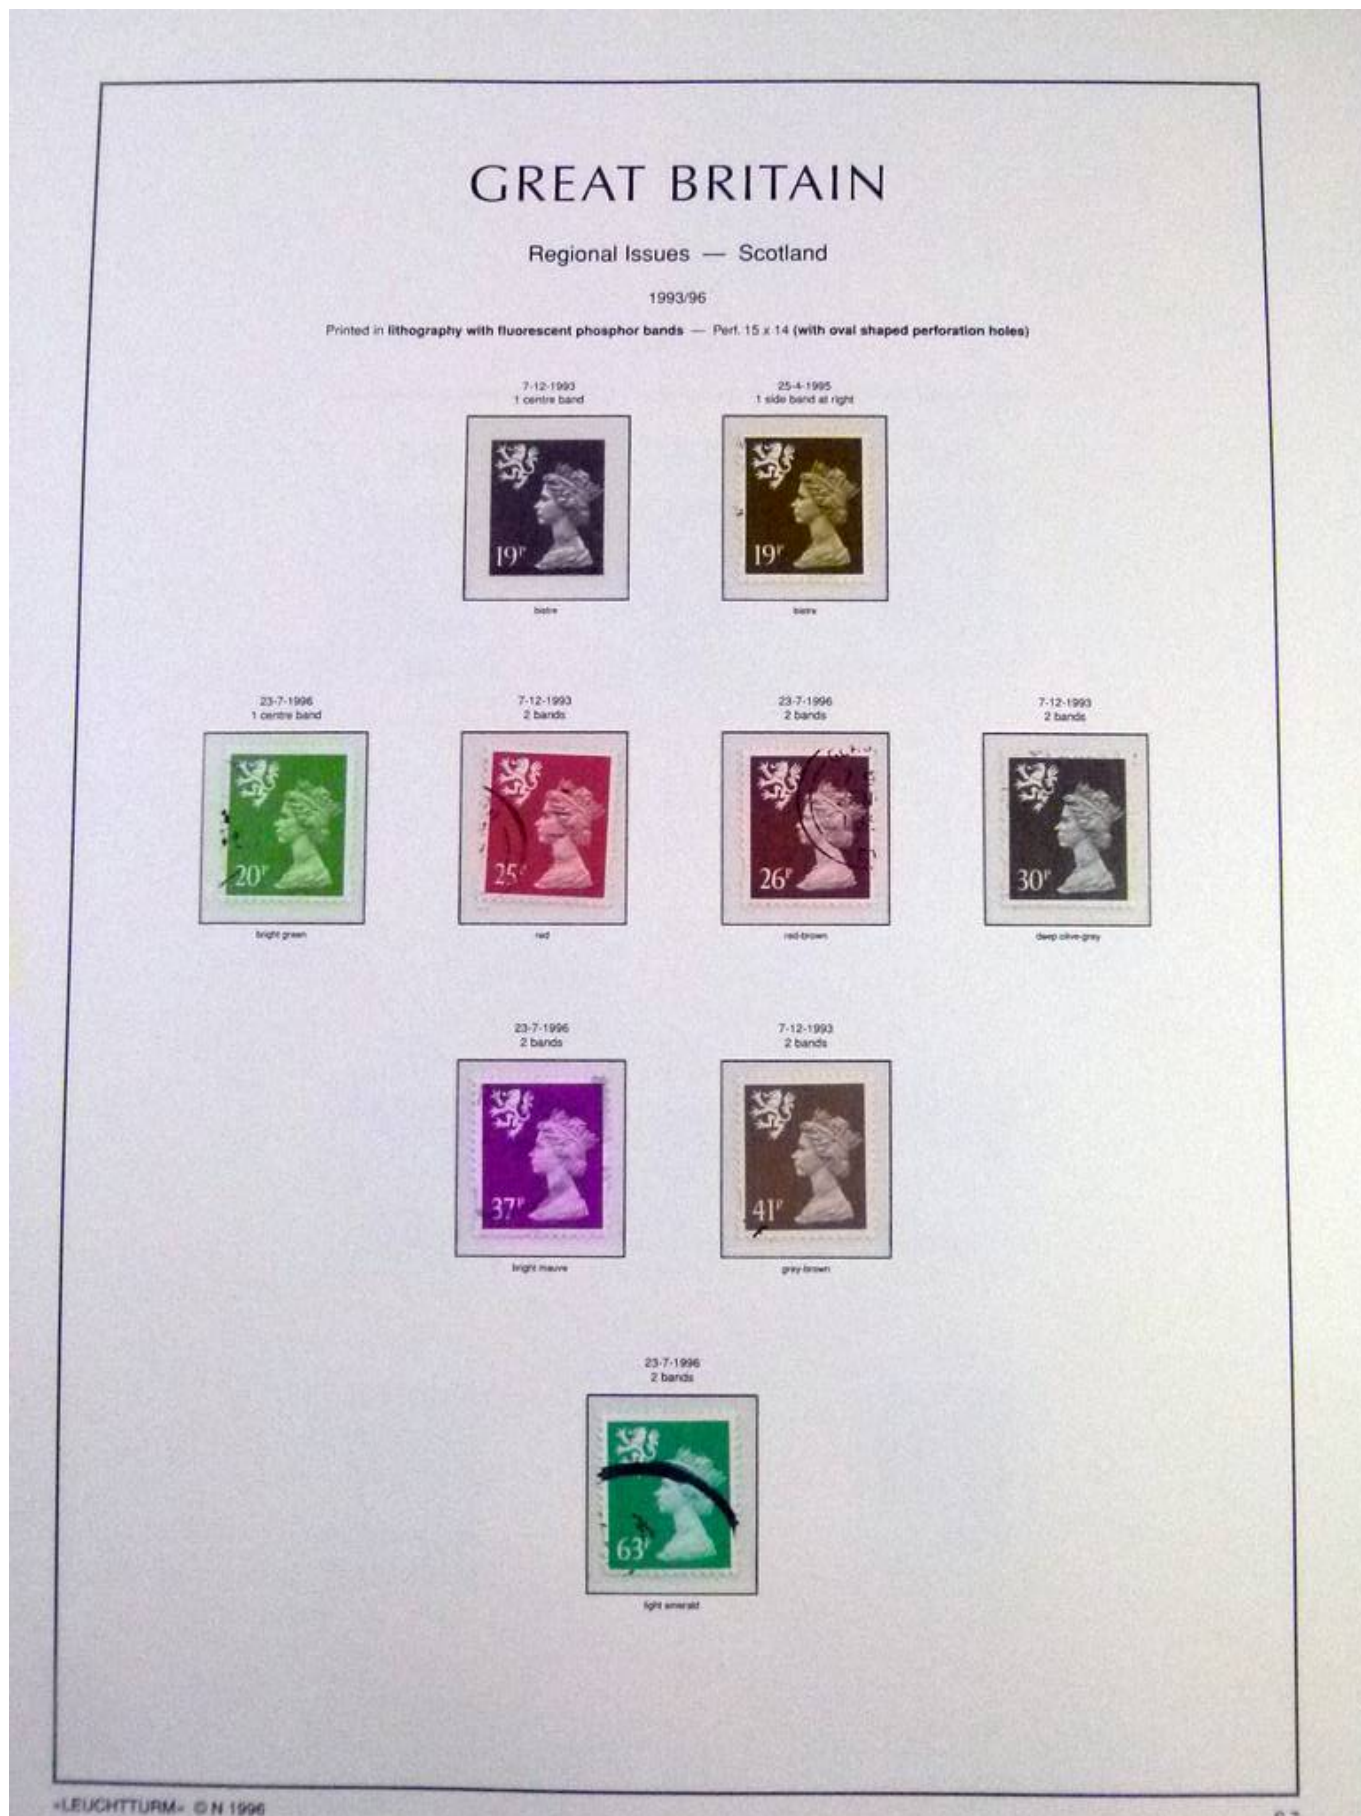 GREAT BRITAIN
Regional Issues — Scotland
1993/96
Printed in lithography with fluorescent phosphor bands — Perf. 15 x 14 (with oval shaped perforation holes)
7-12-1993
1 centre band
19P
bistre
25-4-1995
1 side band at right
19P
bistre
23-7-1996
1 centre band
20P
bright green
7-12-1993
2 bands
25P
red
23-7-1996
2 bands
26P
red-brown
7-12-1993
2 bands
30P
deep olive-grey
23-7-1996
2 bands
37P
bright mauve
7-12-1993
2 bands
41P
grey-brown
23-7-1996
2 bands
63P
light emerald
»LEUCHTTURM« © N 1996